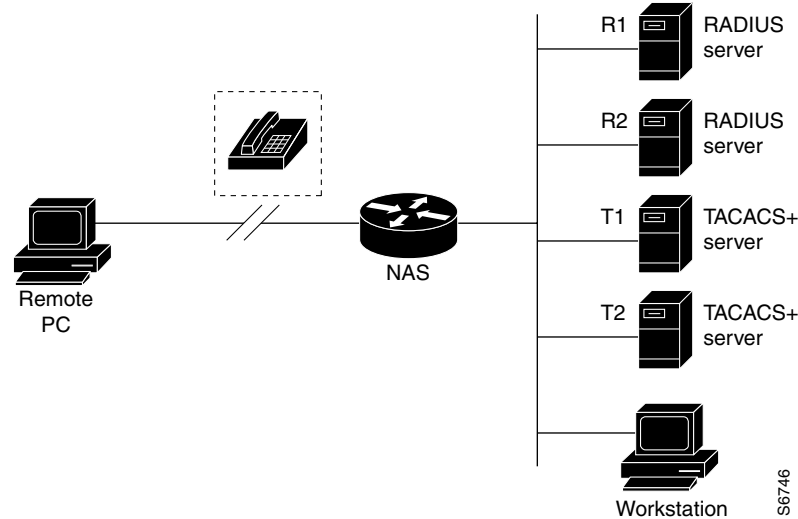 R1
RADIUS
server
R2
RADIUS
server
T1
TACACS+
server
NAS
Remote
PC
T2
TACACS+
server
Workstation
S6746